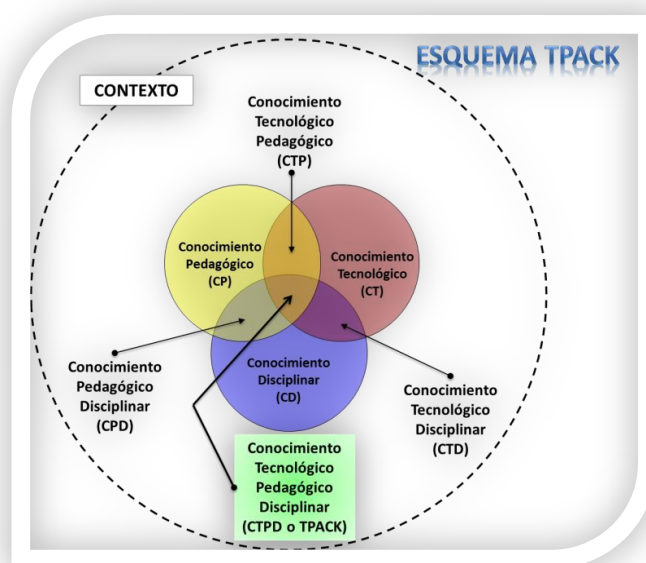 ESQUEMA TPACK
CONTEXTO
Conocimiento
Tecnológico
Pedagógico
(CTP)
Conocimiento
Pedagógico
(CP)
Conocimiento
Tecnológico
(CT)
Conocimiento
Pedagógico
Disciplinar
(CPD)
Conocimiento
Disciplinar
(CD)
Conocimiento
Tecnológico
Disciplinar
(CTD)
Conocimiento
Tecnológico
Pedagógico
Disciplinar
(CTPD o TPACK)